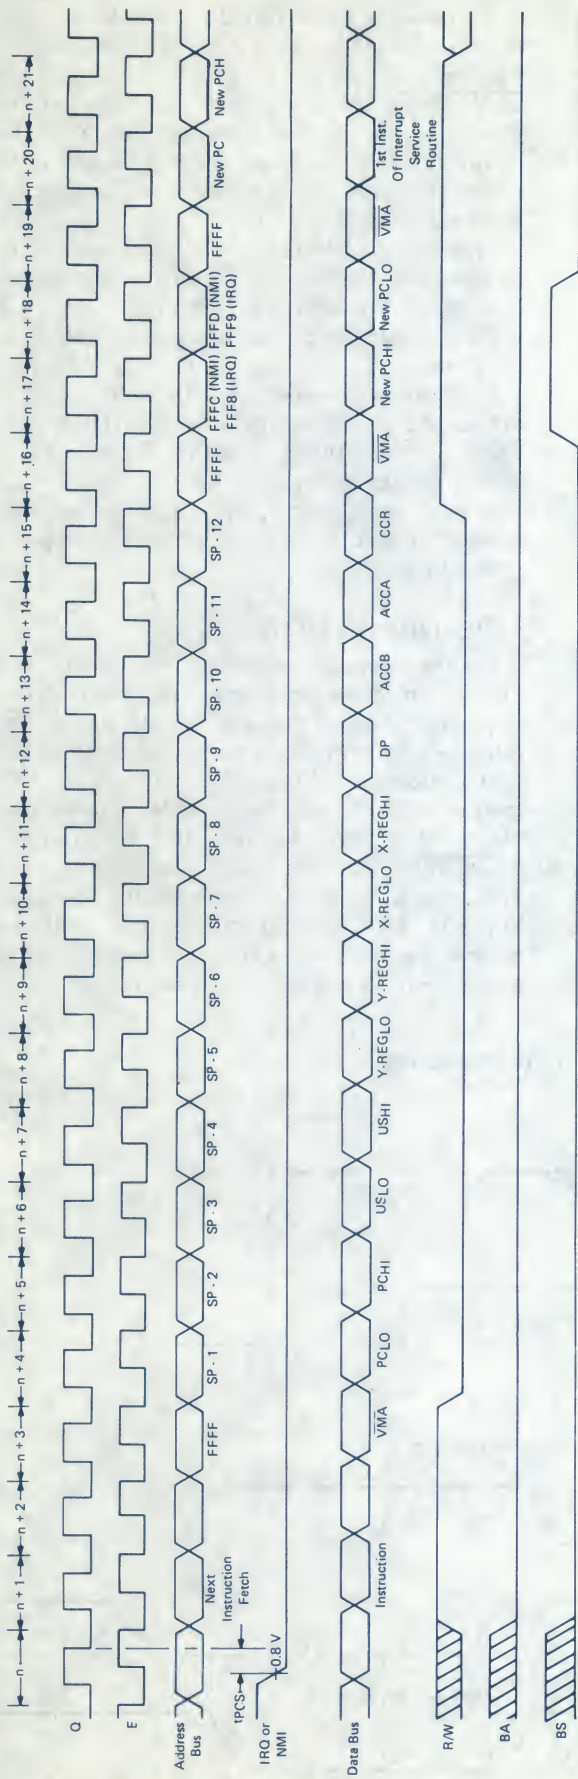 n
n + 1
n + 2
n + 3
n + 4
n + 5
n + 6
n + 7
n + 8
n + 9
n + 10
n + 11
n + 12
n + 13
n + 14
n + 15
n + 16
n + 17
n + 18
n + 19
n + 20
n + 21
Q
E
Address
Bus
Next
Instruction
Fetch
FFFF
SP - 1
SP - 2
SP - 3
SP - 4
SP - 5
SP - 6
SP - 7
SP - 8
SP - 9
SP - 10
SP - 11
SP - 12
FFFF
FFFC (NMI)
FFF8 (IRQ)
FFFD (NMI)
FFF9 (IRQ)
FFFF
New PC
New PCH
tPCS
0.8 V
IRQ or
NMI
Data Bus
Instruction
VMA
PCLO
PCHI
USLO
USHI
Y-REGLO
Y-REGHI
X-REGLO
X-REGHI
DP
ACCB
ACCA
CCR
VMA
New PCHI
New PCLO
VMA
1st Inst.
Of Interrupt
Service
Routine
R/W
BA
BS